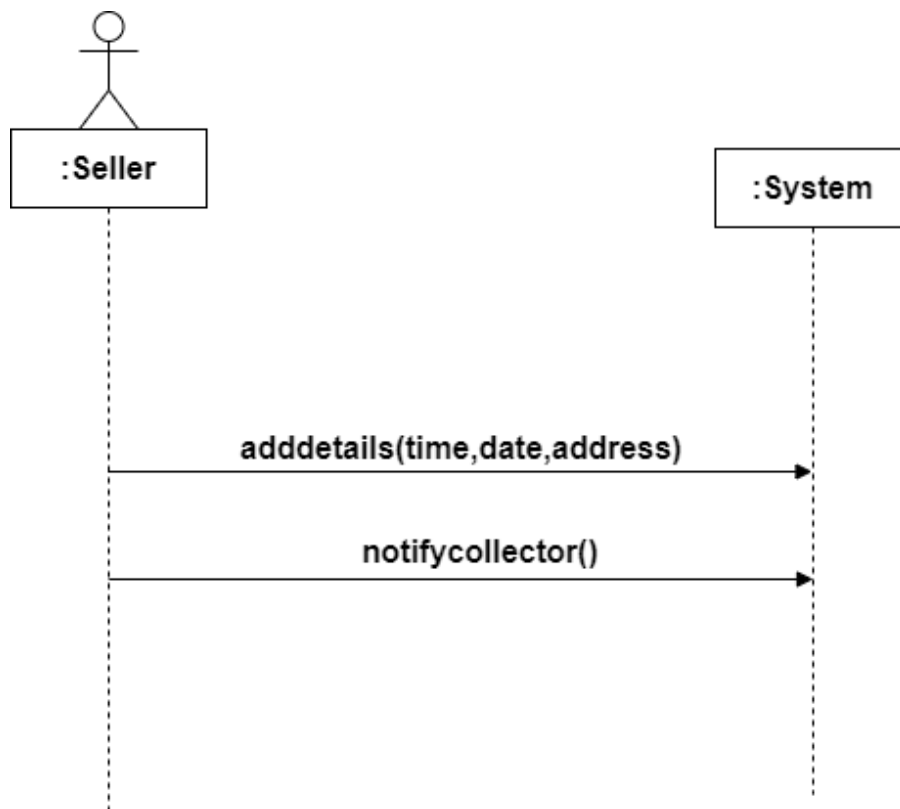 :Seller
:System
adddetails(time,date,address)
notifycollector()